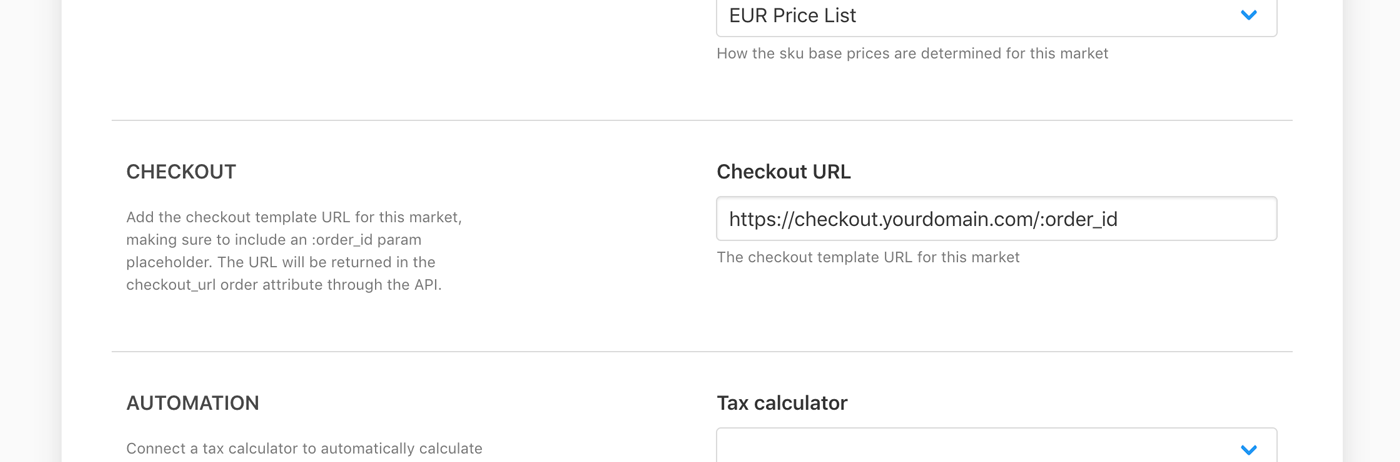 EUR Price List
How the sku base prices are determined for this market
CHECKOUT
Add the checkout template URL for this market,
making sure to include an :order_id param
placeholder. The URL will be returned in the
checkout_url order attribute through the API.
Checkout URL
https://checkout.yourdomain.com/:order_id
The checkout template URL for this market
AUTOMATION
Connect a tax calculator to automatically calculate
Tax calculator